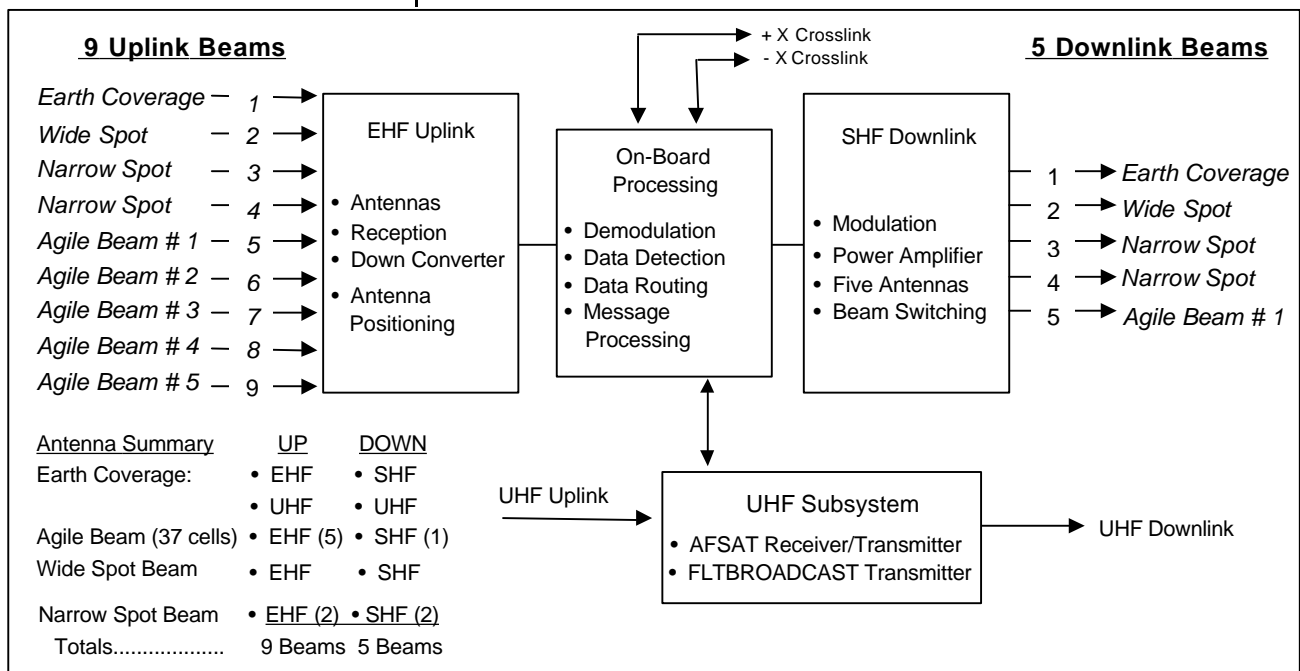 9 Uplink Beams
Earth Coverage – 1
Wide Spot – 2
Narrow Spot – 3
Narrow Spot – 4
Agile Beam # 1 – 5
Agile Beam # 2 – 6
Agile Beam # 3 – 7
Agile Beam # 4 – 8
Agile Beam # 5 – 9
EHF Uplink
• Antennas
• Reception
• Down Converter
• Antenna
Positioning
+ X Crosslink
- X Crosslink
On-Board
Processing
• Demodulation
• Data Detection
• Data Routing
• Message
Processing
SHF Downlink
• Modulation
• Power Amplifier
• Five Antennas
• Beam Switching
5 Downlink Beams
1 Earth Coverage
2 Wide Spot
3 Narrow Spot
4 Narrow Spot
5 Agile Beam # 1
Antenna Summary UP DOWN
Earth Coverage: • EHF • SHF
• UHF • UHF
Agile Beam (37 cells) • EHF (5) • SHF (1)
Wide Spot Beam • EHF • SHF
Narrow Spot Beam • EHF (2) • SHF (2)
Totals................... 9 Beams 5 Beams
UHF Uplink
UHF Subsystem
• AFSAT Receiver/Transmitter
• FLTBROADCAST Transmitter
UHF Downlink